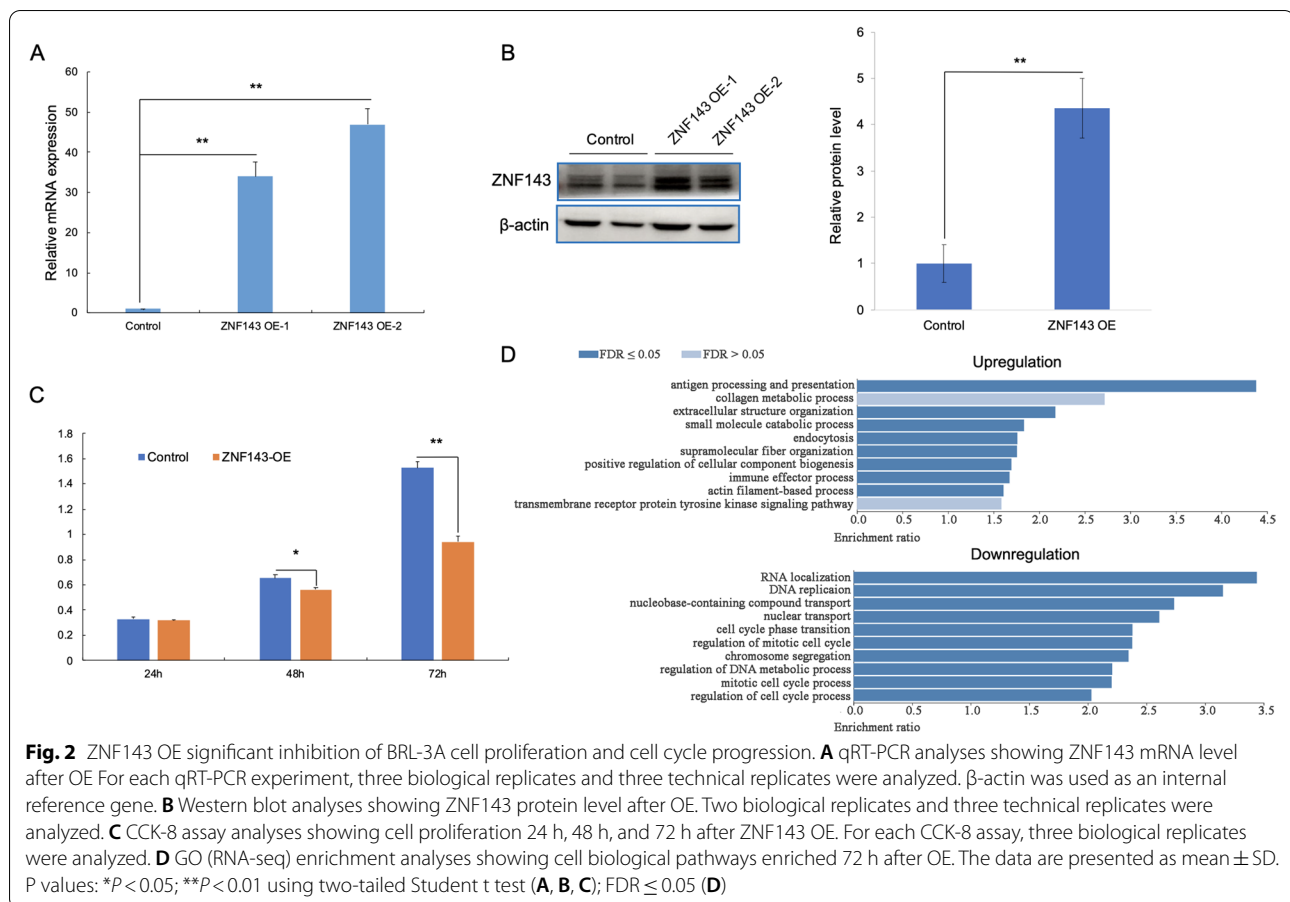 A
Relative mRNA expression
60
50
40
30
20
10
0
**
**
Control
ZNF143 OE-1
ZNF143 OE-2
B
Control
ZNF143 OE-1
ZNF143 OE-2
ZNF143
β-actin
Relative protein level
6
5
4
3
2
1
0
**
Control
ZNF143 OE
C
1.8
1.6
1.4
1.2
1
0.8
0.6
0.4
0.2
0
Control
ZNF143-OE
*
**
24h
48h
72h
D
FDR ≤ 0.05
FDR > 0.05
Upregulation
antigen processing and presentation
collagen metabolic process
extracellular structure organization
small molecule catabolic process
endocytosis
supramolecular fiber organization
positive regulation of cellular component biogenesis
immune effector process
actin filament-based process
transmembrane receptor protein tyrosine kinase signaling pathway
0.0 0.5 1.0 1.5 2.0 2.5 3.0 3.5 4.0 4.5
Enrichment ratio
Downregulation
RNA localization
DNA replicaion
nucleobase-containing compound transport
nuclear transport
cell cycle phase transition
regulation of mitotic cell cycle
chromosome segregation
regulation of DNA metabolic process
mitotic cell cycle process
regulation of cell cycle process
0.0 0.5 1.0 1.5 2.0 2.5 3.0 3.5
Enrichment ratio
Fig. 2 ZNF143 OE significant inhibition of BRL-3A cell proliferation and cell cycle progression. A qRT-PCR analyses showing ZNF143 mRNA level
after OE For each qRT-PCR experiment, three biological replicates and three technical replicates were analyzed. β-actin was used as an internal
reference gene. B Western blot analyses showing ZNF143 protein level after OE. Two biological replicates and three technical replicates were
analyzed. C CCK-8 assay analyses showing cell proliferation 24 h, 48 h, and 72 h after ZNF143 OE. For each CCK-8 assay, three biological replicates
were analyzed. D GO (RNA-seq) enrichment analyses showing cell biological pathways enriched 72 h after OE. The data are presented as mean ± SD.
P values: *P < 0.05; **P < 0.01 using two-tailed Student t test (A, B, C); FDR ≤ 0.05 (D)